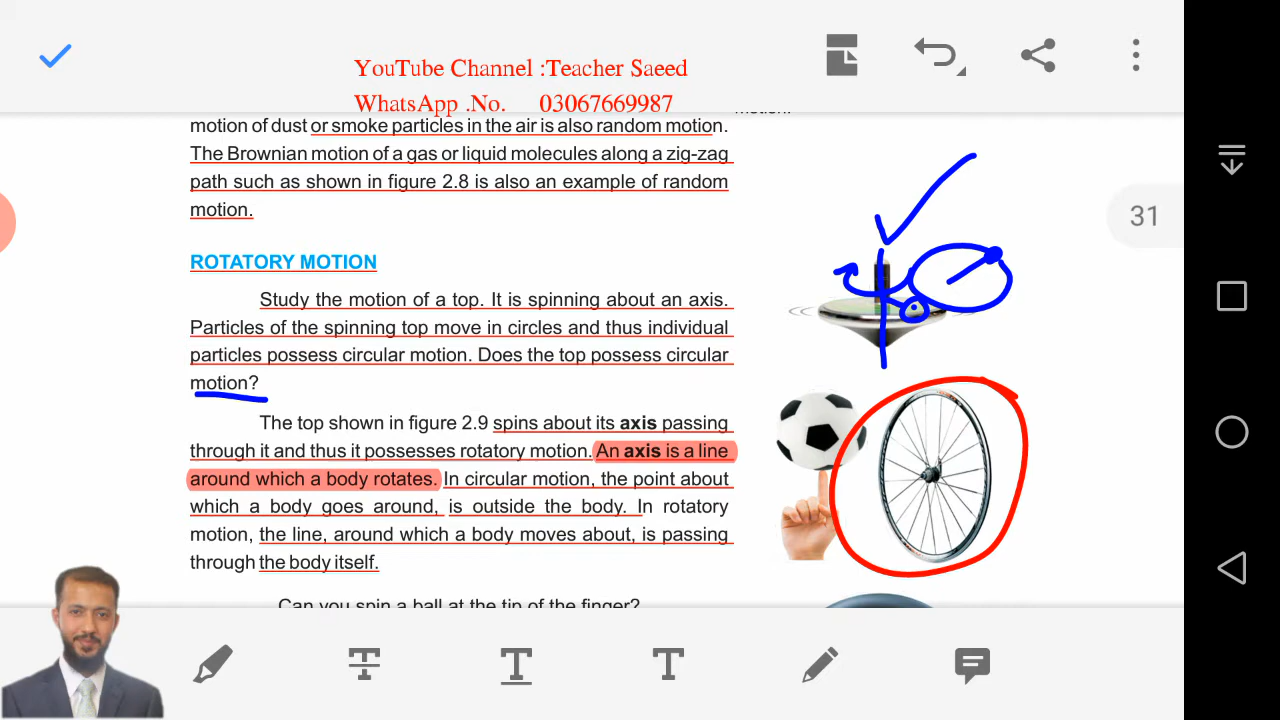 YouTube Channel :Teacher Saeed
WhatsApp .No. 03067669987
motion of dust or smoke particles in the air is also random motion.
The Brownian motion of a gas or liquid molecules along a zig-zag
path such as shown in figure 2.8 is also an example of random
motion.
31
ROTATORY MOTION
Study the motion of a top. It is spinning about an axis.
Particles of the spinning top move in circles and thus individual
particles possess circular motion. Does the top possess circular
motion?
The top shown in figure 2.9 spins about its axis passing
through it and thus it possesses rotatory motion. An axis is a line
around which a body rotates. In circular motion, the point about
which a body goes around, is outside the body. In rotatory
motion, the line, around which a body moves about, is passing
through the body itself.
Can you spin a ball at the tip of the finger?
T
T
T